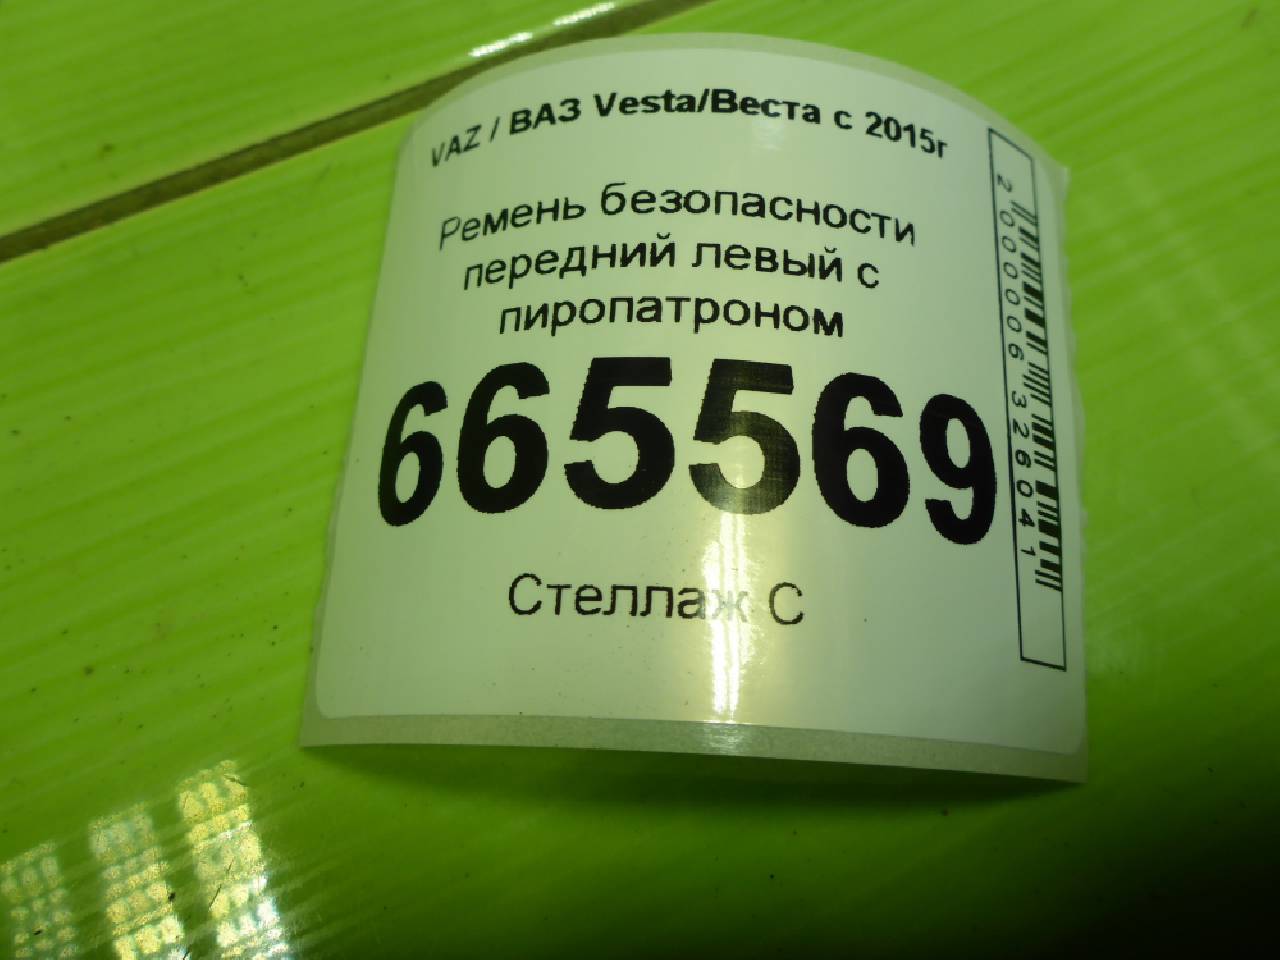 VAZ / ВАЗ Vesta/Веста с 2015г
Ремень безопасности
передний левый с
пиропатроном
665569
Стеллаж С
2000006326041